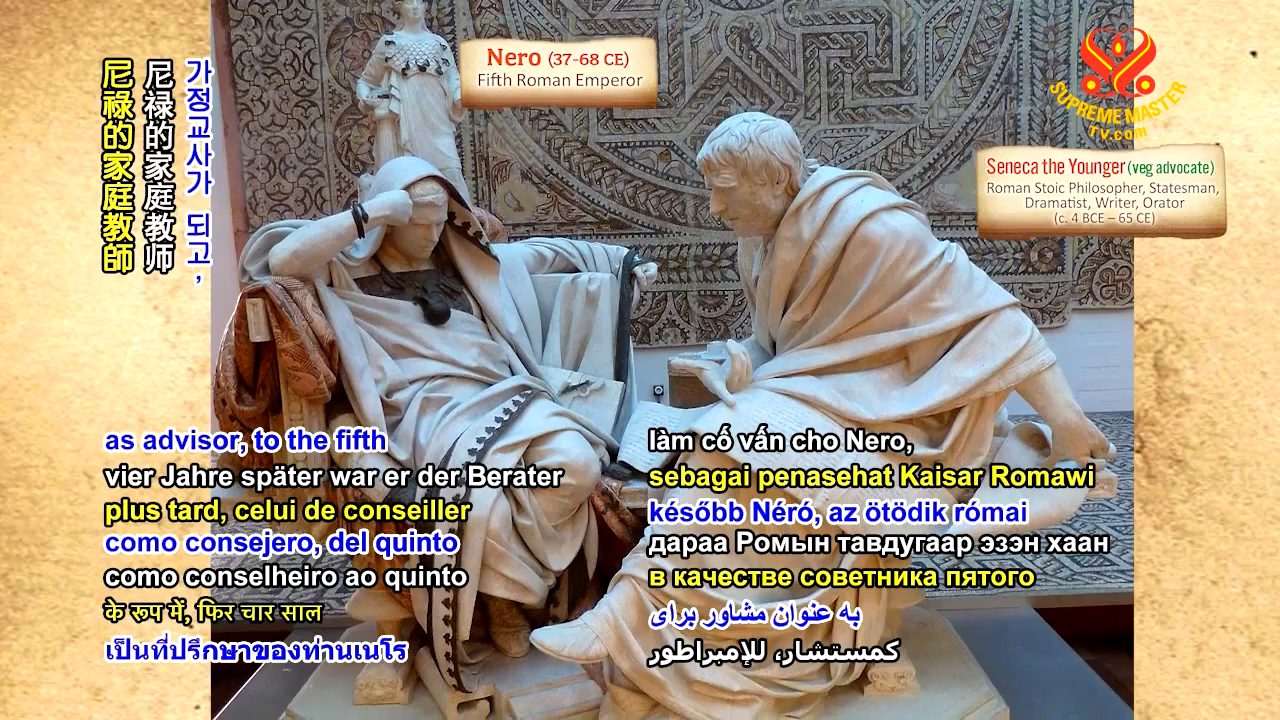 Nero (37-68 CE)
Fifth Roman Emperor
SUPREME MASTER
TV.com
Seneca the Younger (veg advocate)
Roman Stoic Philosopher, Statesman,
Dramatist, Writer, Orator
(c. 4 BCE – 65 CE)
가정교사가 되고,
尼禄的家庭教师
尼祿的家庭教師
as advisor, to the fifth
vier Jahre später war er der Berater
plus tard, celui de conseiller
como consejero, del quinto
como conselheiro ao quinto
के रूप में, फिर चार साल
เป็นที่ปรึกษาของท่านเนโร
làm cố vấn cho Nero,
sebagai penasehat Kaisar Romawi
később Néró, az ötödik római
дараа Ромын тавдугаар эзэн хаан
в качестве советника пятого
به عنوان مشاور برای
كمستشار، للإمبراطور